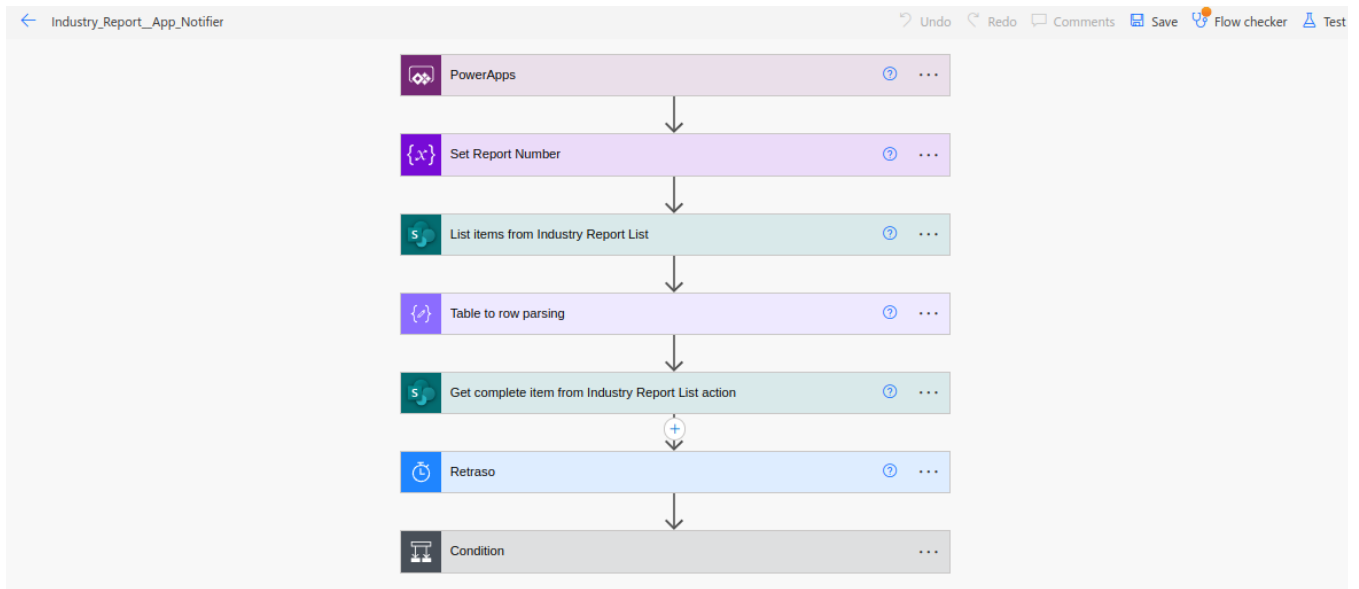 Industry_Report__App_Notifier
Undo
Redo
Comments
Save
Flow checker
Test
PowerApps
{x} Set Report Number
S List items from Industry Report List
Table to row parsing
S Get complete item from Industry Report List action
Retraso
Condition